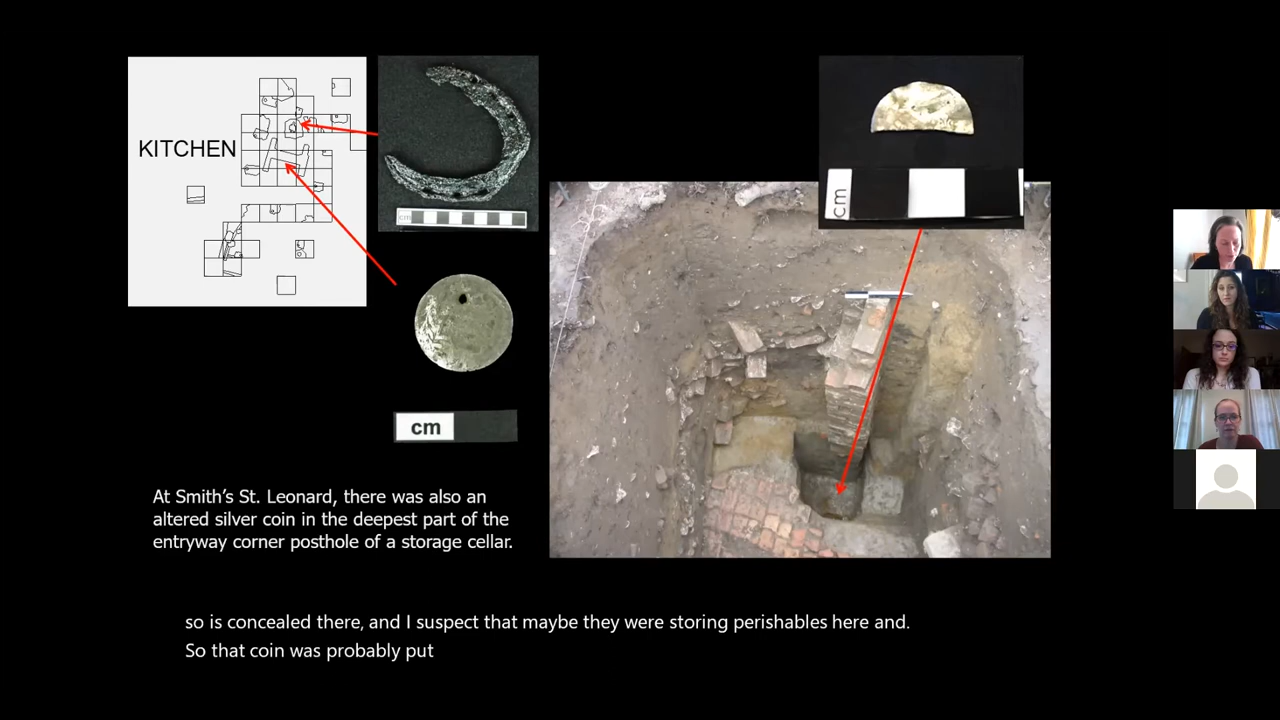 KITCHEN
cm
cm
cm
At Smith's St. Leonard, there was also an
altered silver coin in the deepest part of the
entryway corner posthole of a storage cellar.
so is concealed there, and I suspect that maybe they were storing perishables here and.
So that coin was probably put